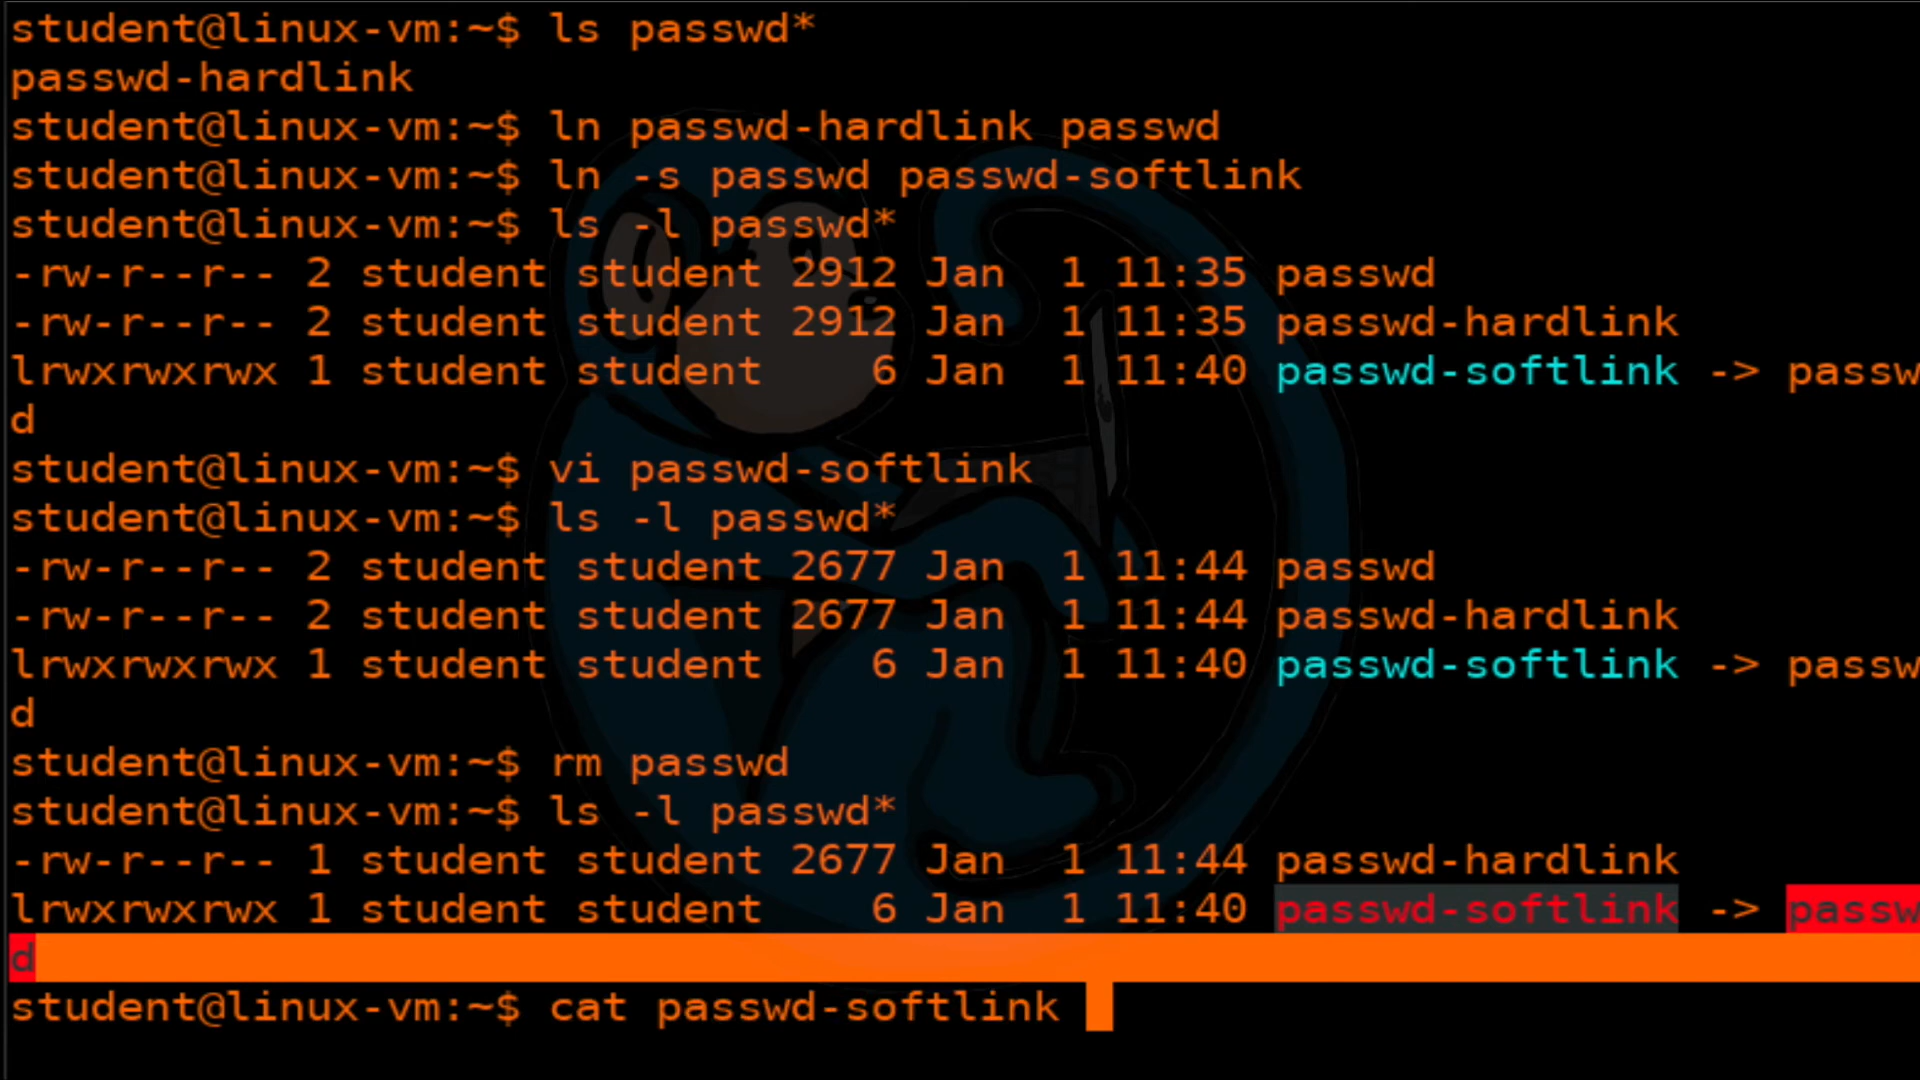 student@linux-vm:~$ ls passwd*
passwd-hardlink
student@linux-vm:~$ ln passwd-hardlink passwd
student@linux-vm:~$ ln -s passwd passwd-softlink
student@linux-vm:~$ ls -l passwd*
-rw-r--r-- 2 student student 2912 Jan  1 11:35 passwd
-rw-r--r-- 2 student student 2912 Jan  1 11:35 passwd-hardlink
lrwxrwxrwx 1 student student    6 Jan  1 11:40 passwd-softlink -> passw
d
student@linux-vm:~$ vi passwd-softlink
student@linux-vm:~$ ls -l passwd*
-rw-r--r-- 2 student student 2677 Jan  1 11:44 passwd
-rw-r--r-- 2 student student 2677 Jan  1 11:44 passwd-hardlink
lrwxrwxrwx 1 student student    6 Jan  1 11:40 passwd-softlink -> passw
d
student@linux-vm:~$ rm passwd
student@linux-vm:~$ ls -l passwd*
-rw-r--r-- 1 student student 2677 Jan  1 11:44 passwd-hardlink
lrwxrwxrwx 1 student student    6 Jan  1 11:40 passwd-softlink -> passw
d
student@linux-vm:~$ cat passwd-softlink